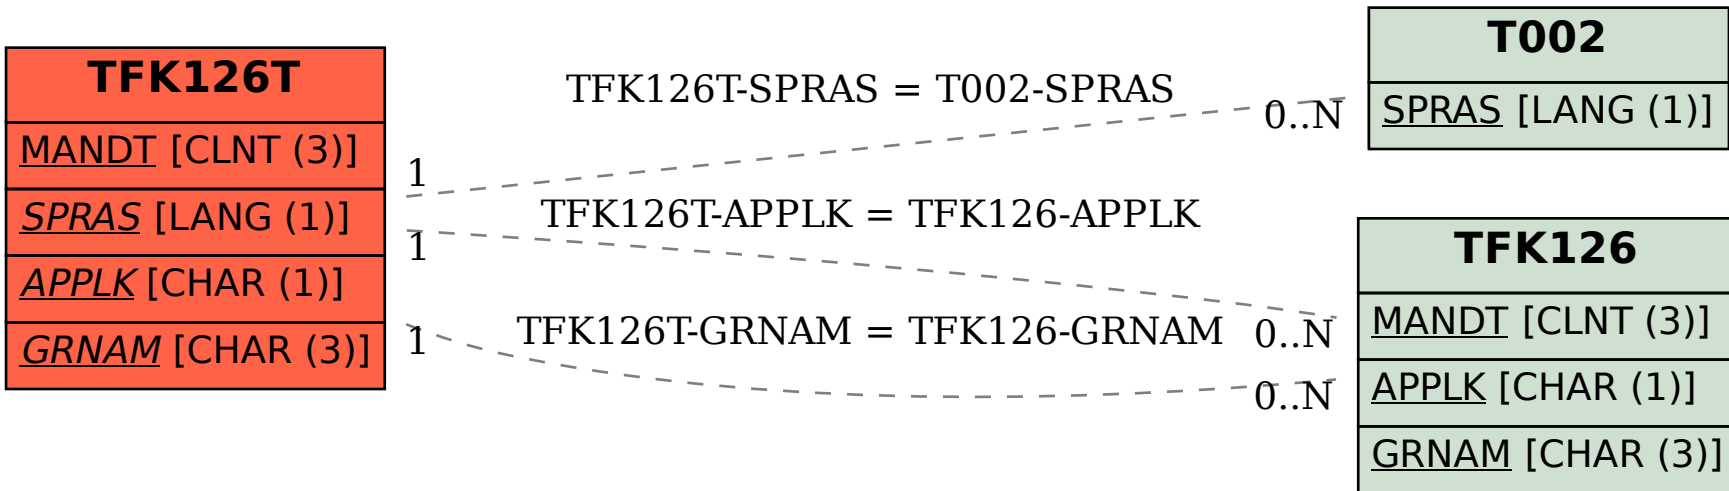 TFK126T
MANDT [CLNT (3)]
SPRAS [LANG (1)]
APPLK [CHAR (1)]
GRNAM [CHAR (3)]
TFK126T-SPRAS = T002-SPRAS
1
0..N
TFK126T-APPLK = TFK126-APPLK
1
0..N
TFK126T-GRNAM = TFK126-GRNAM
1
0..N
T002
SPRAS [LANG (1)]
TFK126
MANDT [CLNT (3)]
APPLK [CHAR (1)]
GRNAM [CHAR (3)]